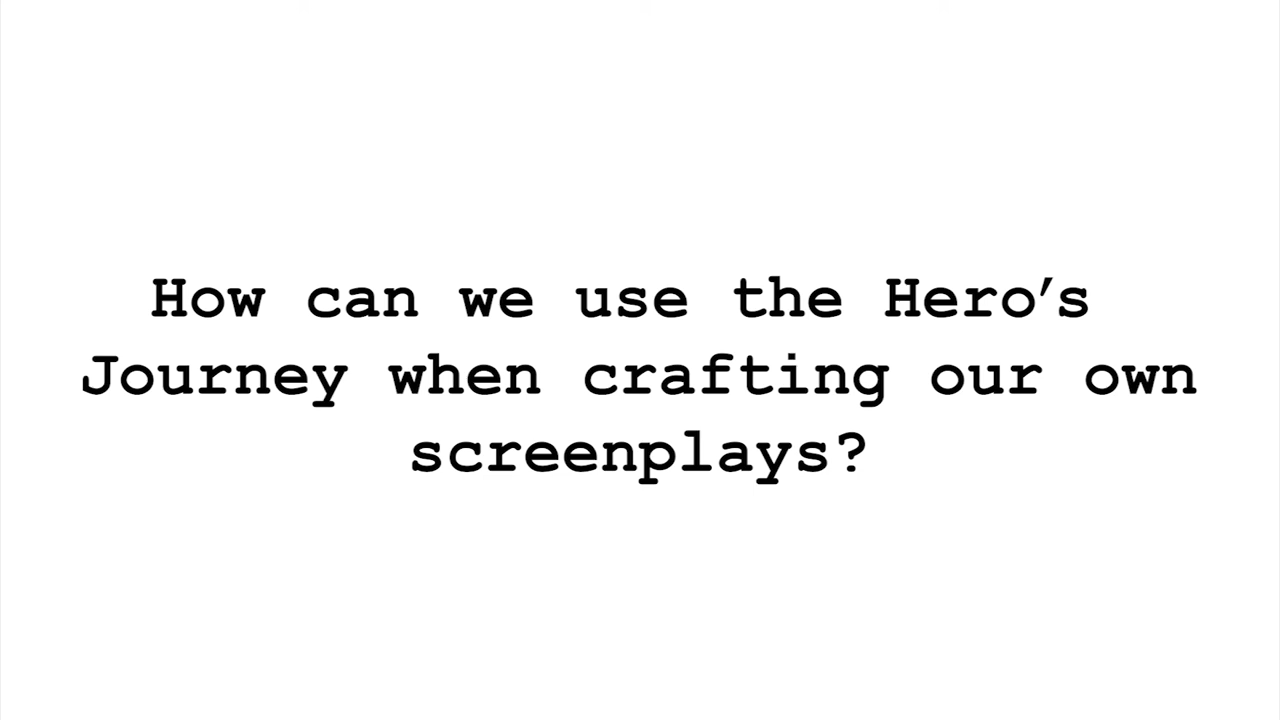 How can we use the Hero’s
Journey when crafting our own
screenplays?